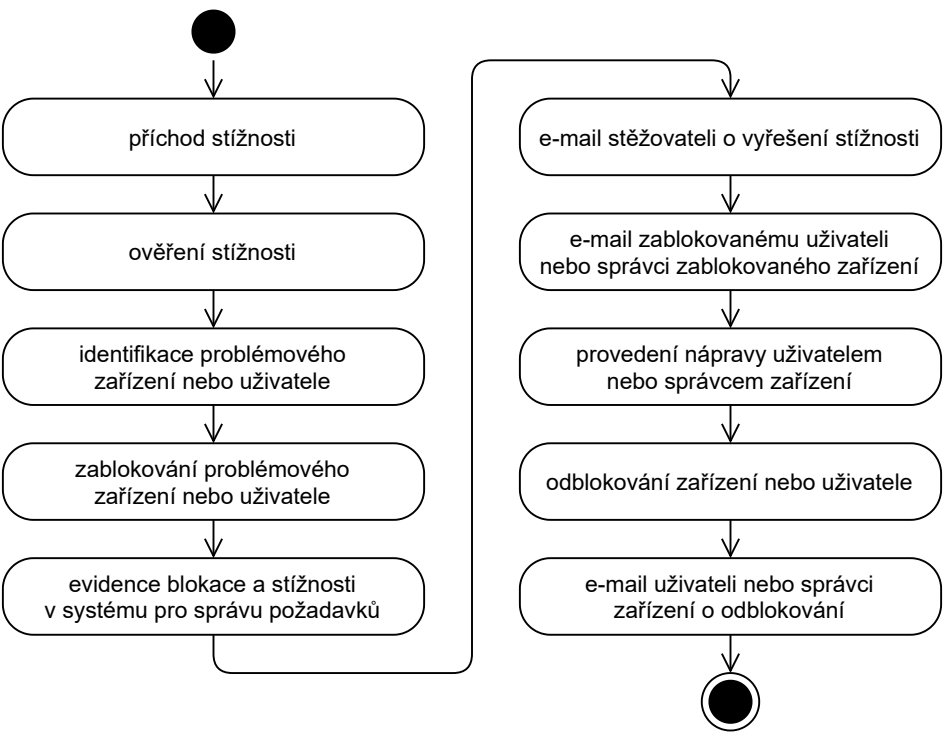 příchod stížnosti
ověření stížnosti
identifikace problémového
zařízení nebo uživatele
zablokování problémového
zařízení nebo uživatele
evidence blokace a stížnosti
v systému pro správu požadavků
e-mail stěžovateli o vyřešení stížnosti
e-mail zablokovanému uživateli
nebo správci zablokovaného zařízení
provedení nápravy uživatelem
nebo správcem zařízení
odblokování zařízení nebo uživatele
e-mail uživateli nebo správci
zařízení o odblokování